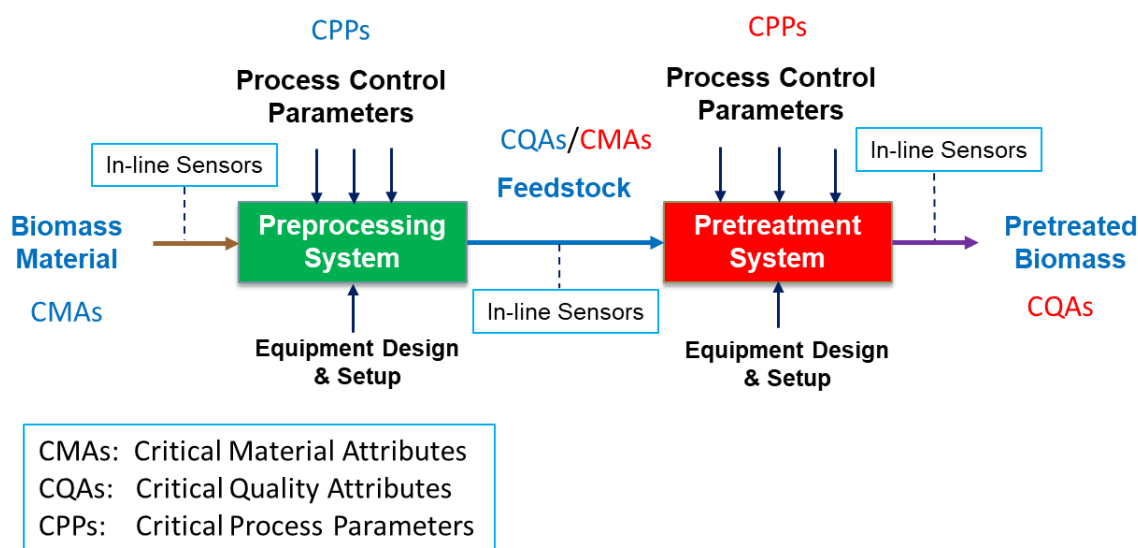 CPPs
Process Control
Parameters
CPPs
Process Control
Parameters
CQAs/CMAs
Feedstock
In-line Sensors
In-line Sensors
Biomass
Material
CMAs
Preprocessing
System
Pretreatment
System
Pretreated
Biomass
CQAs
In-line Sensors
Equipment Design
& Setup
Equipment Design
& Setup
CMAs: Critical Material Attributes
CQAs: Critical Quality Attributes
CPPs: Critical Process Parameters